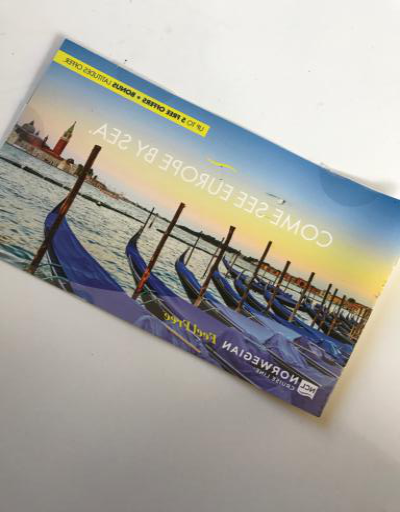 UP TO 5 FREE OFFERS + BONUS LATITUDES OFFER.
COME SEE EUROPE BY SEA.
Feel Free
NCL
NORWEGIAN
CRUISE LINE